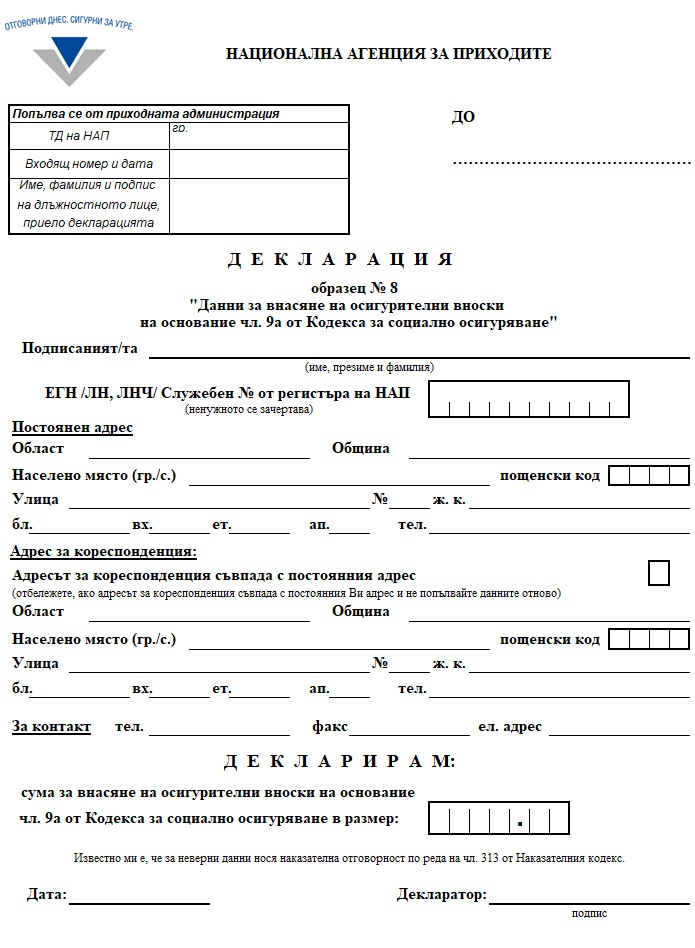 ОТГОВОРНИ ДНЕС. СИГУРНИ ЗА УТРЕ.
НАЦИОНАЛНА АГЕНЦИЯ ЗА ПРИХОДИТЕ
Попълва се от приходната администрация
ТД на НАП гр.
Входящ номер и дата
Име, фамилия и подпис
на длъжностното лице,
приело декларацията
ДО
..............................................
Д Е К Л А Р А Ц И Я
образец № 8
"Данни за внасяне на осигурителни вноски
на основание чл. 9а от Кодекса за социално осигуряване"
Подписаният/та
(име, презиме и фамилия)
ЕГН /ЛН, ЛНЧ/ Служебен № от регистъра на НАП
(ненужното се зачертава)
Постоянен адрес
Област Община
Населено място (гр./с.) пощенски код
Улица № ж. к.
бл. вх. ет. ап. тел.
Адрес за кореспонденция:
Адресът за кореспонденция съвпада с постоянния адрес
(отбележете, ако адресът за кореспонденция съвпада с постоянния Ви адрес и не попълвайте данните отново)
Област Община
Населено място (гр./с.) пощенски код
Улица № ж. к.
бл. вх. ет. ап. тел.
За контакт тел. факс ел. адрес
Д Е К Л А Р И Р А М:
сума за внасяне на осигурителни вноски на основание
чл. 9а от Кодекса за социално осигуряване в размер: .
Известно ми е, че за неверни данни нося наказателна отговорност по реда на чл. 313 от Наказателния кодекс.
Дата: Декларатор:
подпис